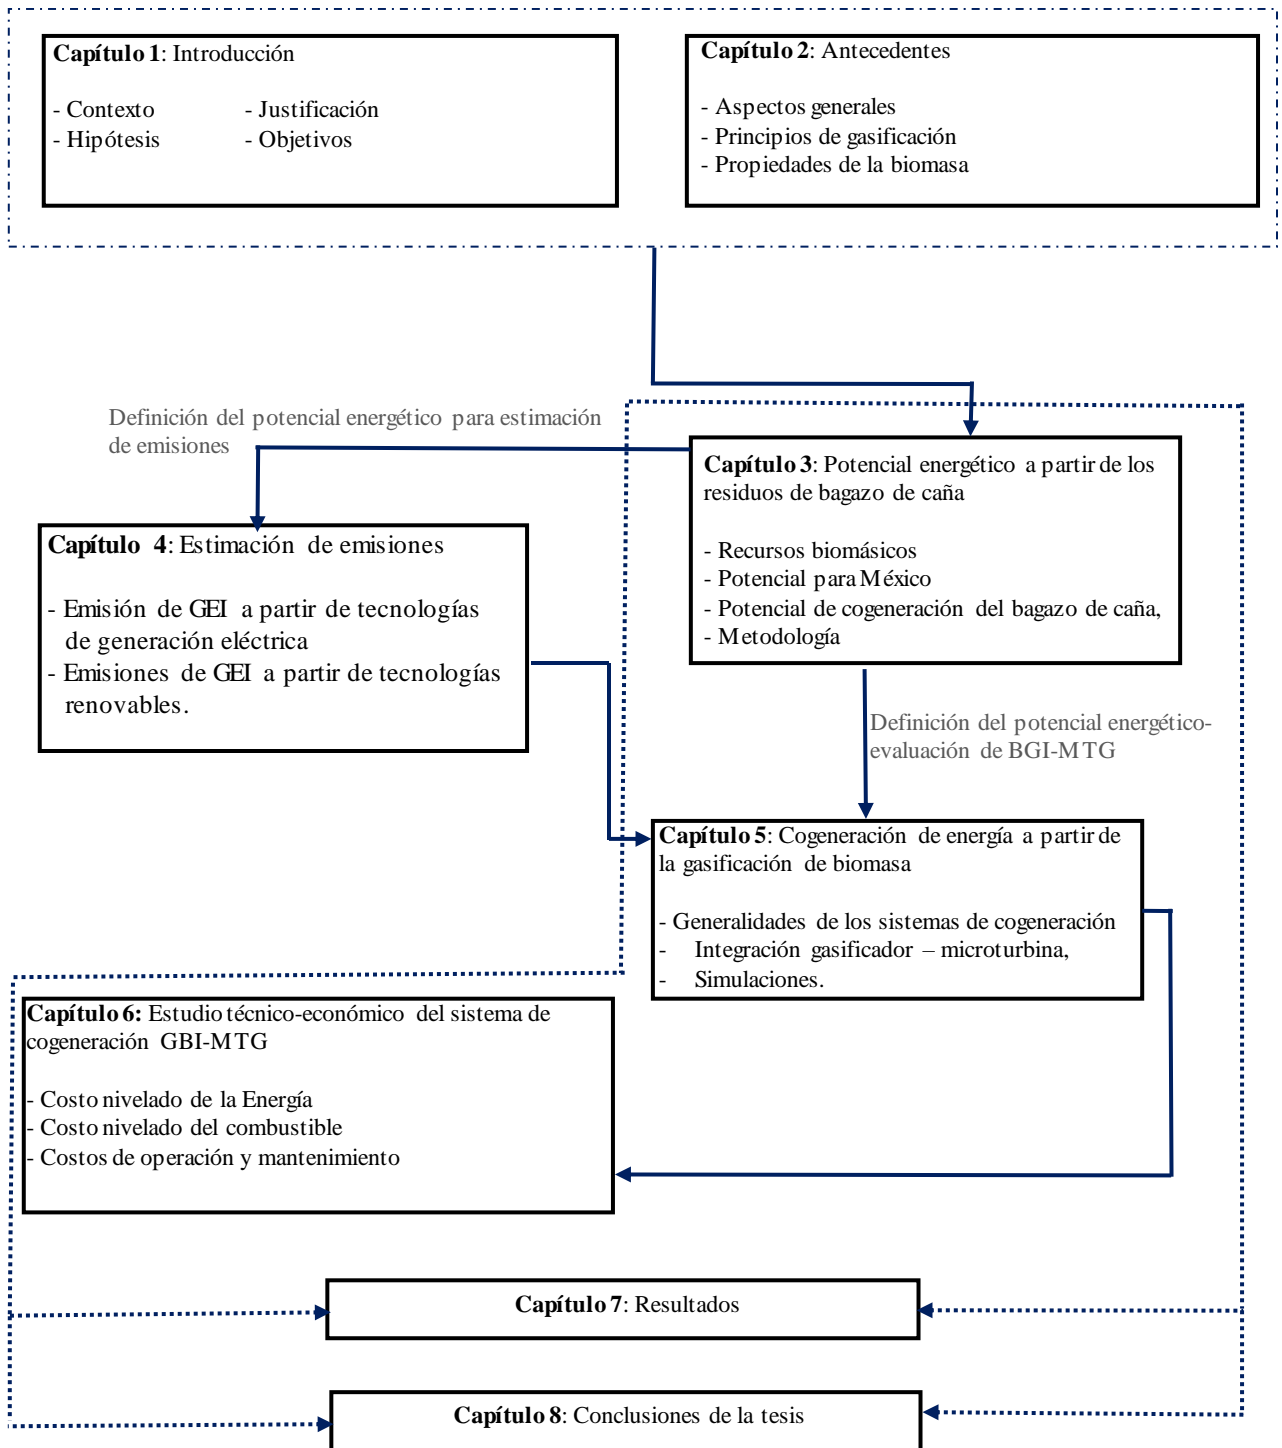 Capítulo 1: Introducción
- Contexto - Justificación
- Hipótesis - Objetivos
Capítulo 2: Antecedentes
- Aspectos generales
- Principios de gasificación
- Propiedades de la biomasa
Definición del potencial energético para estimación
de emisiones
Capítulo 3: Potencial energético a partir de los
residuos de bagazo de caña
- Recursos biomásicos
- Potencial para México
- Potencial de cogeneración del bagazo de caña,
- Metodología
Capítulo 4: Estimación de emisiones
- Emisión de GEI a partir de tecnologías
de generación eléctrica
- Emisiones de GEI a partir de tecnologías
renovables.
Definición del potencial energético-
evaluación de BGI-MTG
Capítulo 5: Cogeneración de energía a partir de
la gasificación de biomasa
- Generalidades de los sistemas de cogeneración
- Integración gasificador – microturbina,
- Simulaciones.
Capítulo 6: Estudio técnico-económico del sistema de
cogeneración GBI-MTG
- Costo nivelado de la Energía
- Costo nivelado del combustible
- Costos de operación y mantenimiento
Capítulo 7: Resultados
Capítulo 8: Conclusiones de la tesis